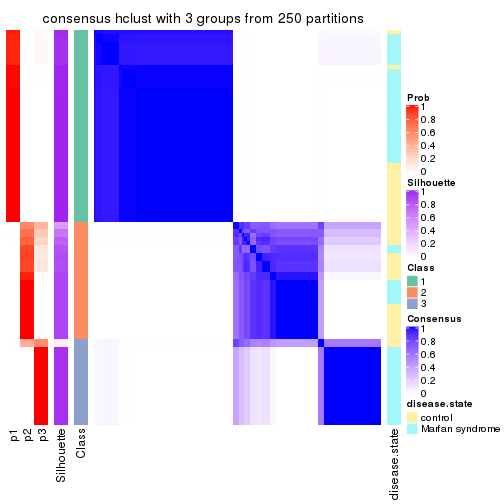 consensus hclust with 3 groups from 250 partitions
Prob
1
0.8
0.6
0.4
0.2
0
Silhouette
1
0.8
0.6
0.4
0.2
0
Class
1
2
3
Consensus
1
0.8
0.6
0.4
0.2
0
disease.state
control
Marfan syndrome
p1
p2
p3
Silhouette
Class
disease.state